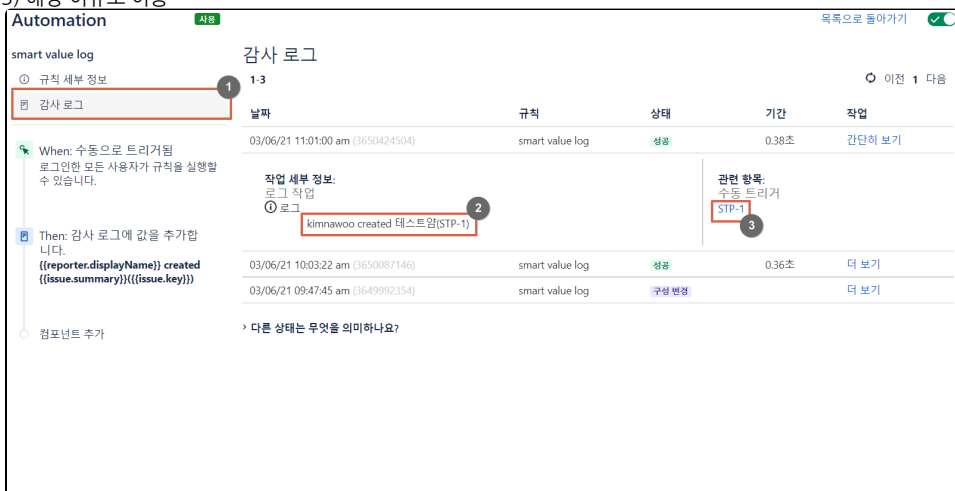 3) 해당 이슈로 이동
Automation 사용 목록으로 돌아가기
smart value log
규칙 세부 정보
감사 로그
1
When: 수동으로 트리거됨
로그인한 모든 사용자가 규칙을 실행할
수 있습니다.
Then: 감사 로그에 값을 추가합
니다.
{{reporter.displayName}} created
{{issue.summary}}({{issue.key}})
컴포넌트 추가
감사 로그
1-3 이전 1 다음
날짜 규칙 상태 기간 작업
03/06/21 11:01:00 am (3650424504) smart value log 성공 0.38초 간단히 보기
작업 세부 정보:
로그 작업
로그
2
kimnawoo created 테스트얌(STP-1)
관련 항목:
수동 트리거
STP-1
3
03/06/21 10:03:22 am (3650087146) smart value log 성공 0.36초 더 보기
03/06/21 09:47:45 am (3649992354) smart value log 구성 변경 더 보기
› 다른 상태는 무엇을 의미하나요?